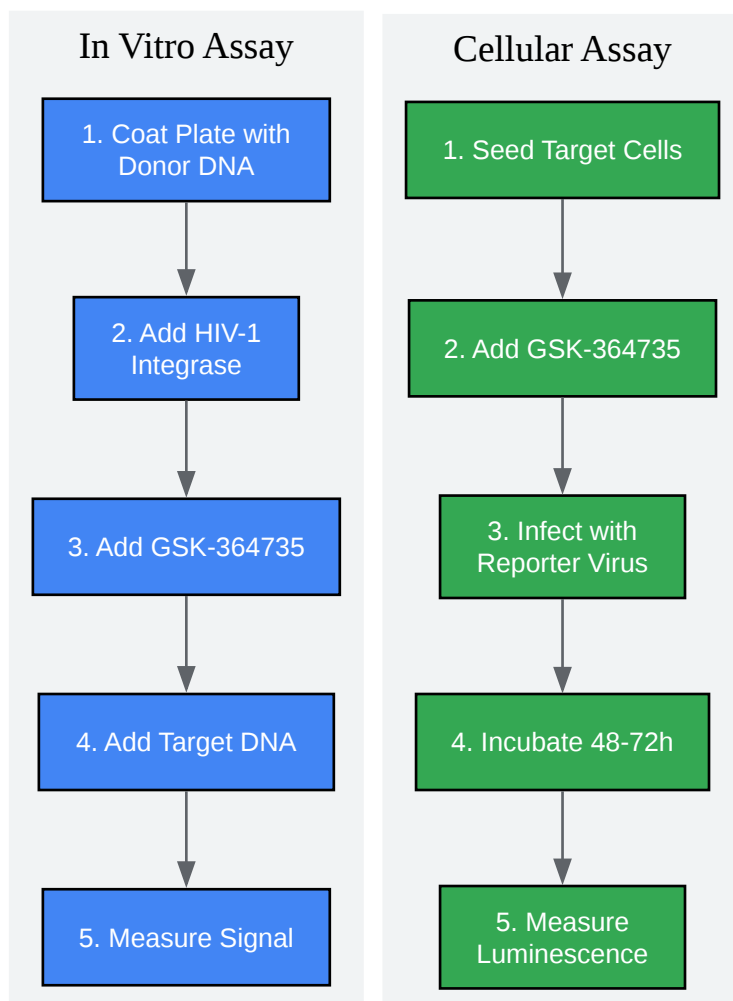 In Vitro Assay
1. Coat Plate with
Donor DNA
2. Add HIV-1
Integrase
3. Add GSK-364735
4. Add Target DNA
5. Measure Signal
Cellular Assay
1. Seed Target Cells
2. Add GSK-364735
3. Infect with
Reporter Virus
4. Incubate 48-72h
5. Measure
Luminescence